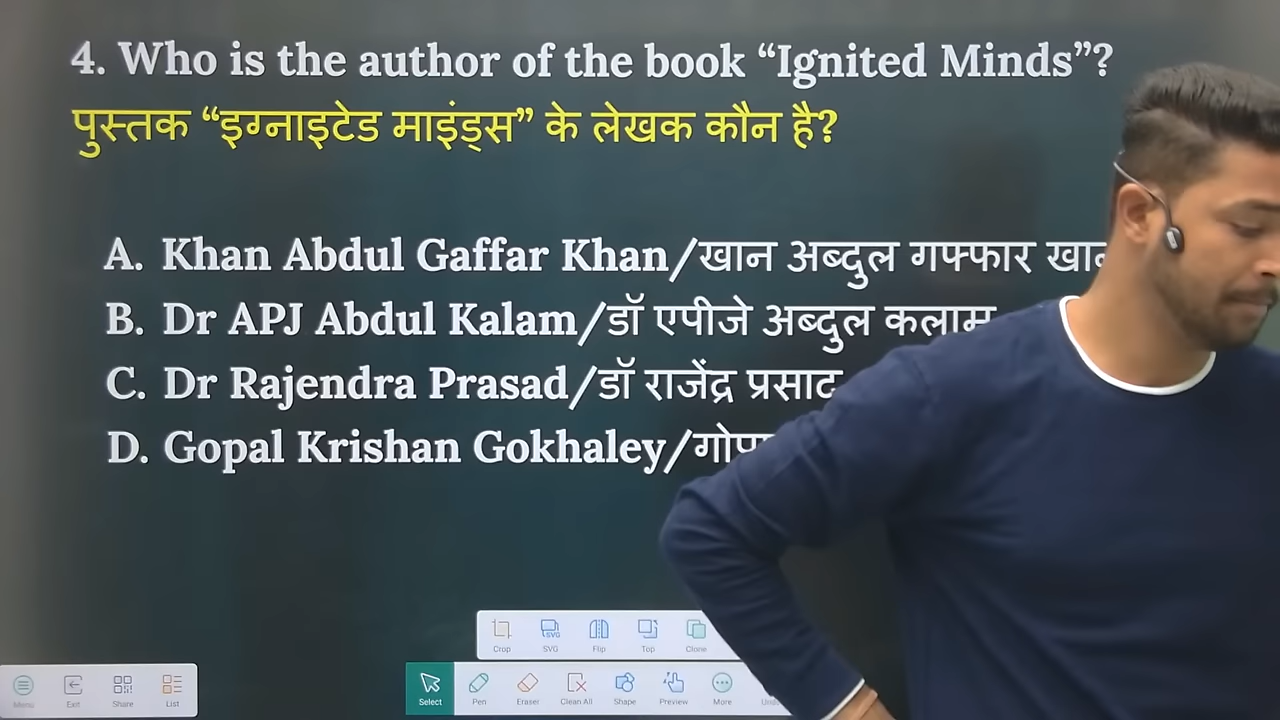 4. Who is the author of the book “Ignited Minds”?
पुस्तक “इग्नाइटेड माइंड्स” के लेखक कौन है?
A. Khan Abdul Gaffar Khan/खान अब्दुल गफ्फार खान
B. Dr APJ Abdul Kalam/डॉ एपीजे अब्दुल कलाम
C. Dr Rajendra Prasad/डॉ राजेंद्र प्रसाद
D. Gopal Krishan Gokhaley/
Crop SVG Flip Top Clone
Menu Exit Share List Select Pen Eraser Clean All Shape Preview More